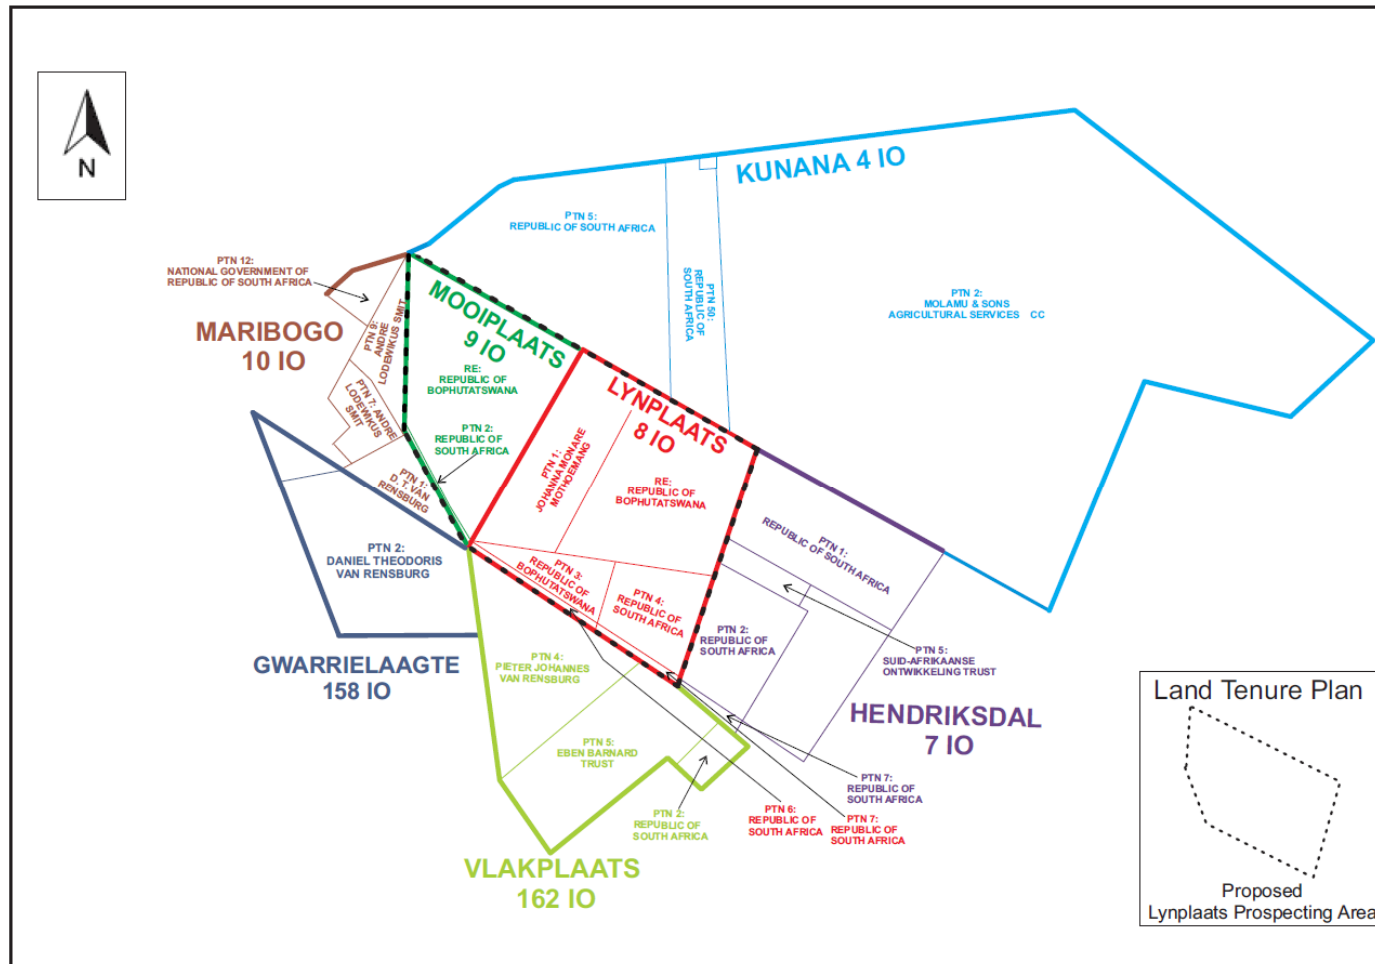 N
KUNANA 4 IO
PTN 5:
REPUBLIC OF SOUTH AFRICA
PTN 50:
REPUBLIC OF
SOUTH AFRICA
PTN 2:
MOLAMU & SONS
AGRICULTURAL SERVICES CC
PTN 12:
NATIONAL GOVERNMENT OF
REPUBLIC OF SOUTH AFRICA
MARIBOGO
10 IO
PTN 9:
ANDRE
LODEWIKUS SMIT
PTN 7: ANDRE
LODEWIKUS
SMIT
PTN 1:
D. T. VAN
RENSBURG
MOOIPLAATS
9 IO
RE:
REPUBLIC OF
BOPHUTATSWANA
PTN 2:
REPUBLIC OF
SOUTH AFRICA
LYNPLAATS
8 IO
PTN 1:
JOHANNA MONARE
MOTHOEMANG
RE:
REPUBLIC OF
BOPHUTATSWANA
PTN 3:
REPUBLIC OF
BOPHUTATSWANA
PTN 4:
REPUBLIC OF
SOUTH AFRICA
PTN 1:
REPUBLIC OF SOUTH AFRICA
PTN 2:
REPUBLIC OF
SOUTH AFRICA
PTN 5:
SUID-AFRIKAANSE
ONTWIKKELING TRUST
HENDRIKSDAL
7 IO
PTN 7:
REPUBLIC OF
SOUTH AFRICA
PTN 2:
DANIEL THEODORIS
VAN RENSBURG
GWARRIELAAGTE
158 IO
PTN 4:
PIETER JOHANNES
VAN RENSBURG
PTN 5:
EBEN BARNARD
TRUST
PTN 2:
REPUBLIC OF
SOUTH AFRICA
PTN 6:
REPUBLIC OF
SOUTH AFRICA
PTN 7:
REPUBLIC OF
SOUTH AFRICA
VLAKPLAATS
162 IO
Land Tenure Plan
Proposed
Lynplaats Prospecting Area